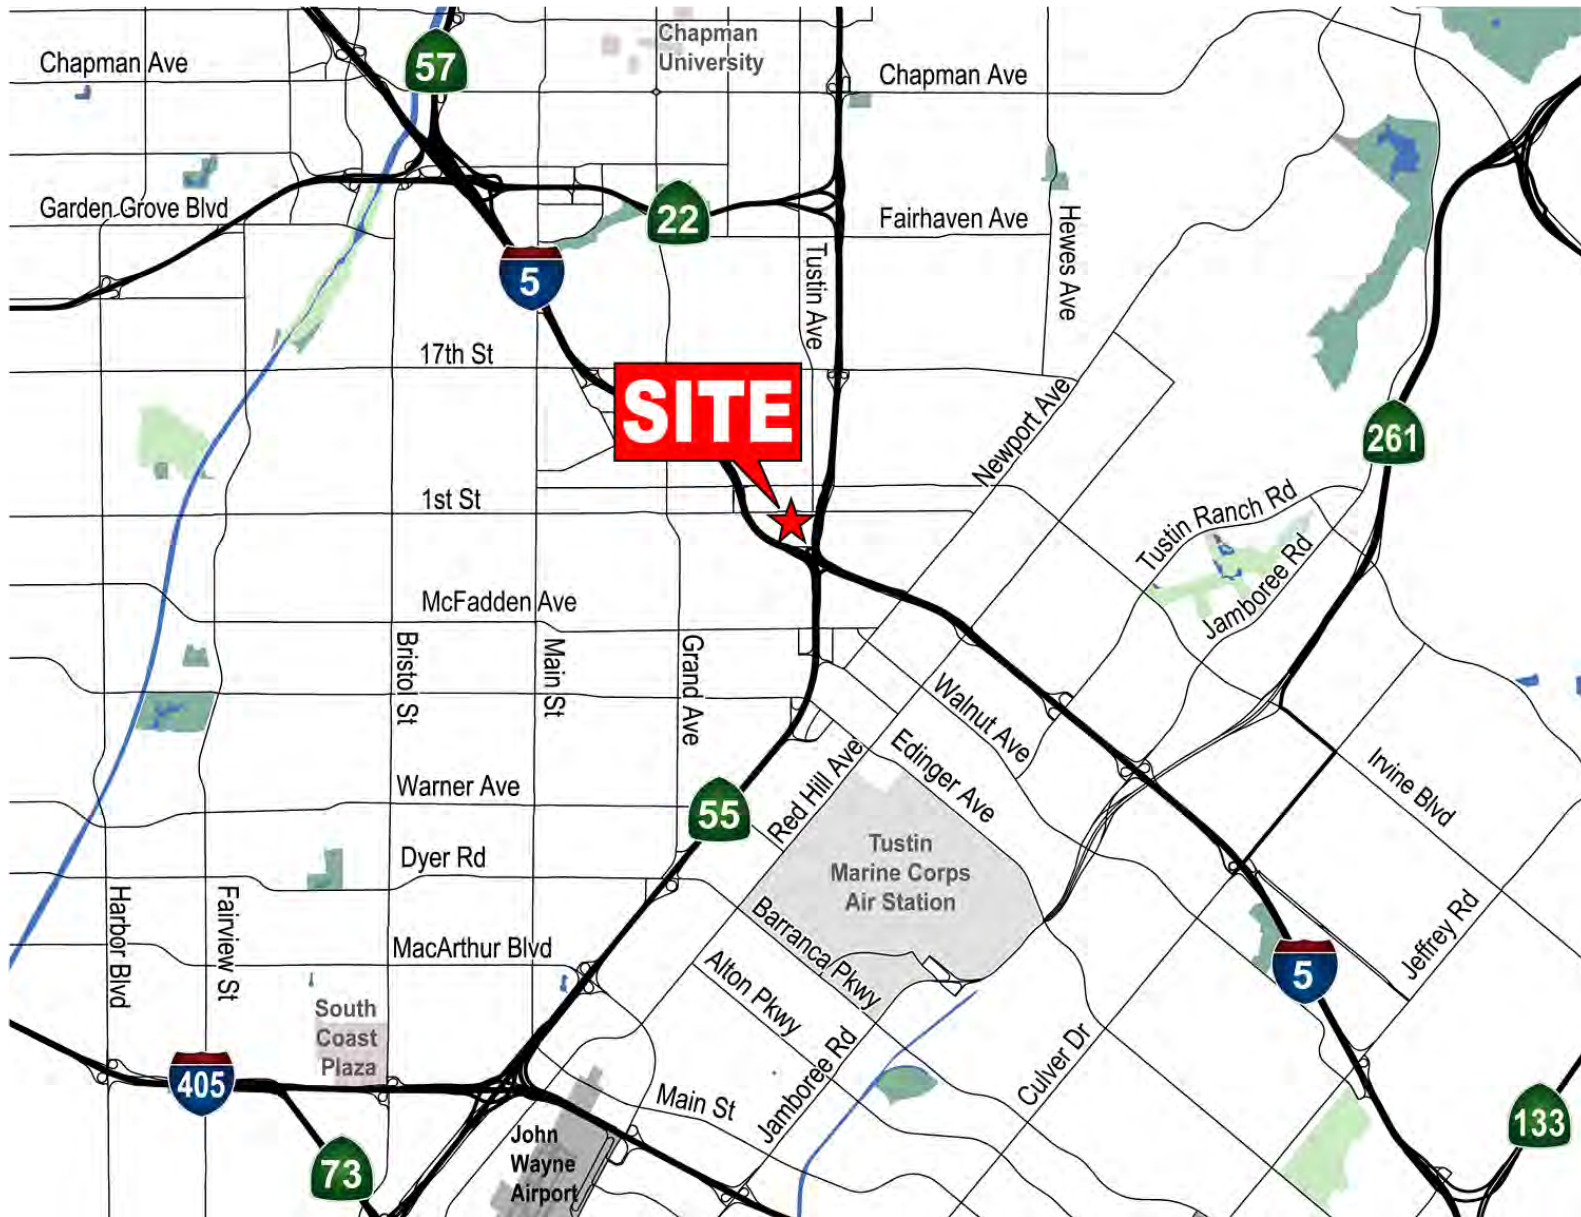 Chapman
University
57
Chapman Ave
Chapman Ave
Garden Grove Blvd
22
Fairhaven Ave
Hewes Ave
5
Tustin Ave
17th St
SITE
Newport Ave
261
1st St
Tustin Ranch Rd
Jamboree Rd
McFadden Ave
Bristol St
Main St
Grand Ave
Walnut Ave
Edinger Ave
Red Hill Ave
Irvine Blvd
Warner Ave
55
Tustin
Marine Corps
Air Station
Dyer Rd
Harbor Blvd
Fairview St
Barranca Pkwy
Jeffrey Rd
MacArthur Blvd
Alton Pkwy
5
South
Coast
Plaza
Jamboree Rd
Culver Dr
405
Main St
133
John
Wayne
Airport
73